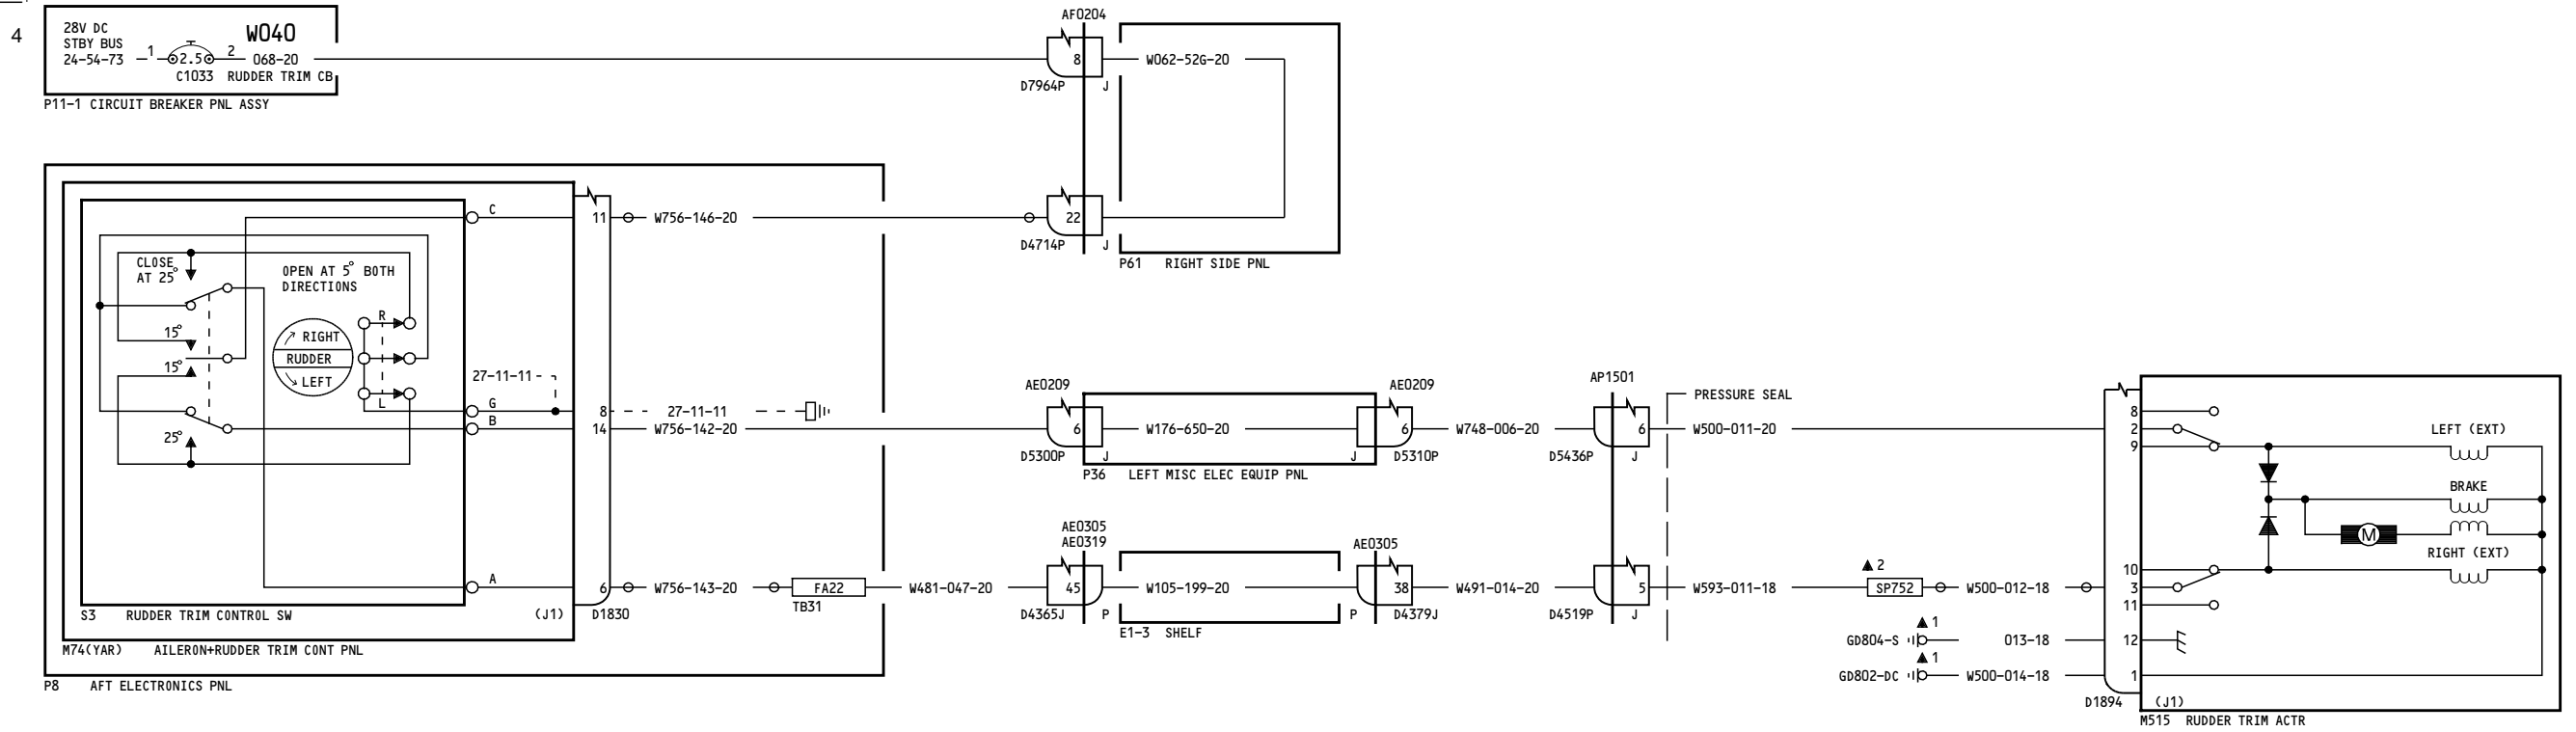 4
28V DC
STBY BUS
24-54-73
1
2.5
2
W040
068-20
C1033 RUDDER TRIM CB
P11-1 CIRCUIT BREAKER PNL ASSY
AF0204
8
D7964P
J
W062-52G-20
22
D4714P
J
P61 RIGHT SIDE PNL
C
11
W756-146-20
CLOSE
AT 25°
OPEN AT 5° BOTH
DIRECTIONS
15°
15°
25°
RIGHT
RUDDER
LEFT
R
L
27-11-11
G
8
27-11-11
B
14
W756-142-20
A
6
W756-143-20
FA22
TB31
W481-047-20
S3 RUDDER TRIM CONTROL SW
(J1)
D1830
M74(YAR) AILERON+RUDDER TRIM CONT PNL
P8 AFT ELECTRONICS PNL
AE0209
6
D5300P
J
W176-650-20
P36 LEFT MISC ELEC EQUIP PNL
AE0209
6
J
D5310P
W748-006-20
AP1501
6
D5436P
J
PRESSURE SEAL
W500-011-20
AE0305
AE0319
45
D4365J
P
W105-199-20
E1-3 SHELF
AE0305
38
P
D4379J
W491-014-20
5
D4519P
J
W593-011-18
2
SP752
W500-012-18
1
GD804-S
013-18
1
GD802-DC
W500-014-18
8
2
9
10
3
11
12
1
D1894
(J1)
LEFT (EXT)
BRAKE
M
RIGHT (EXT)
M515 RUDDER TRIM ACTR